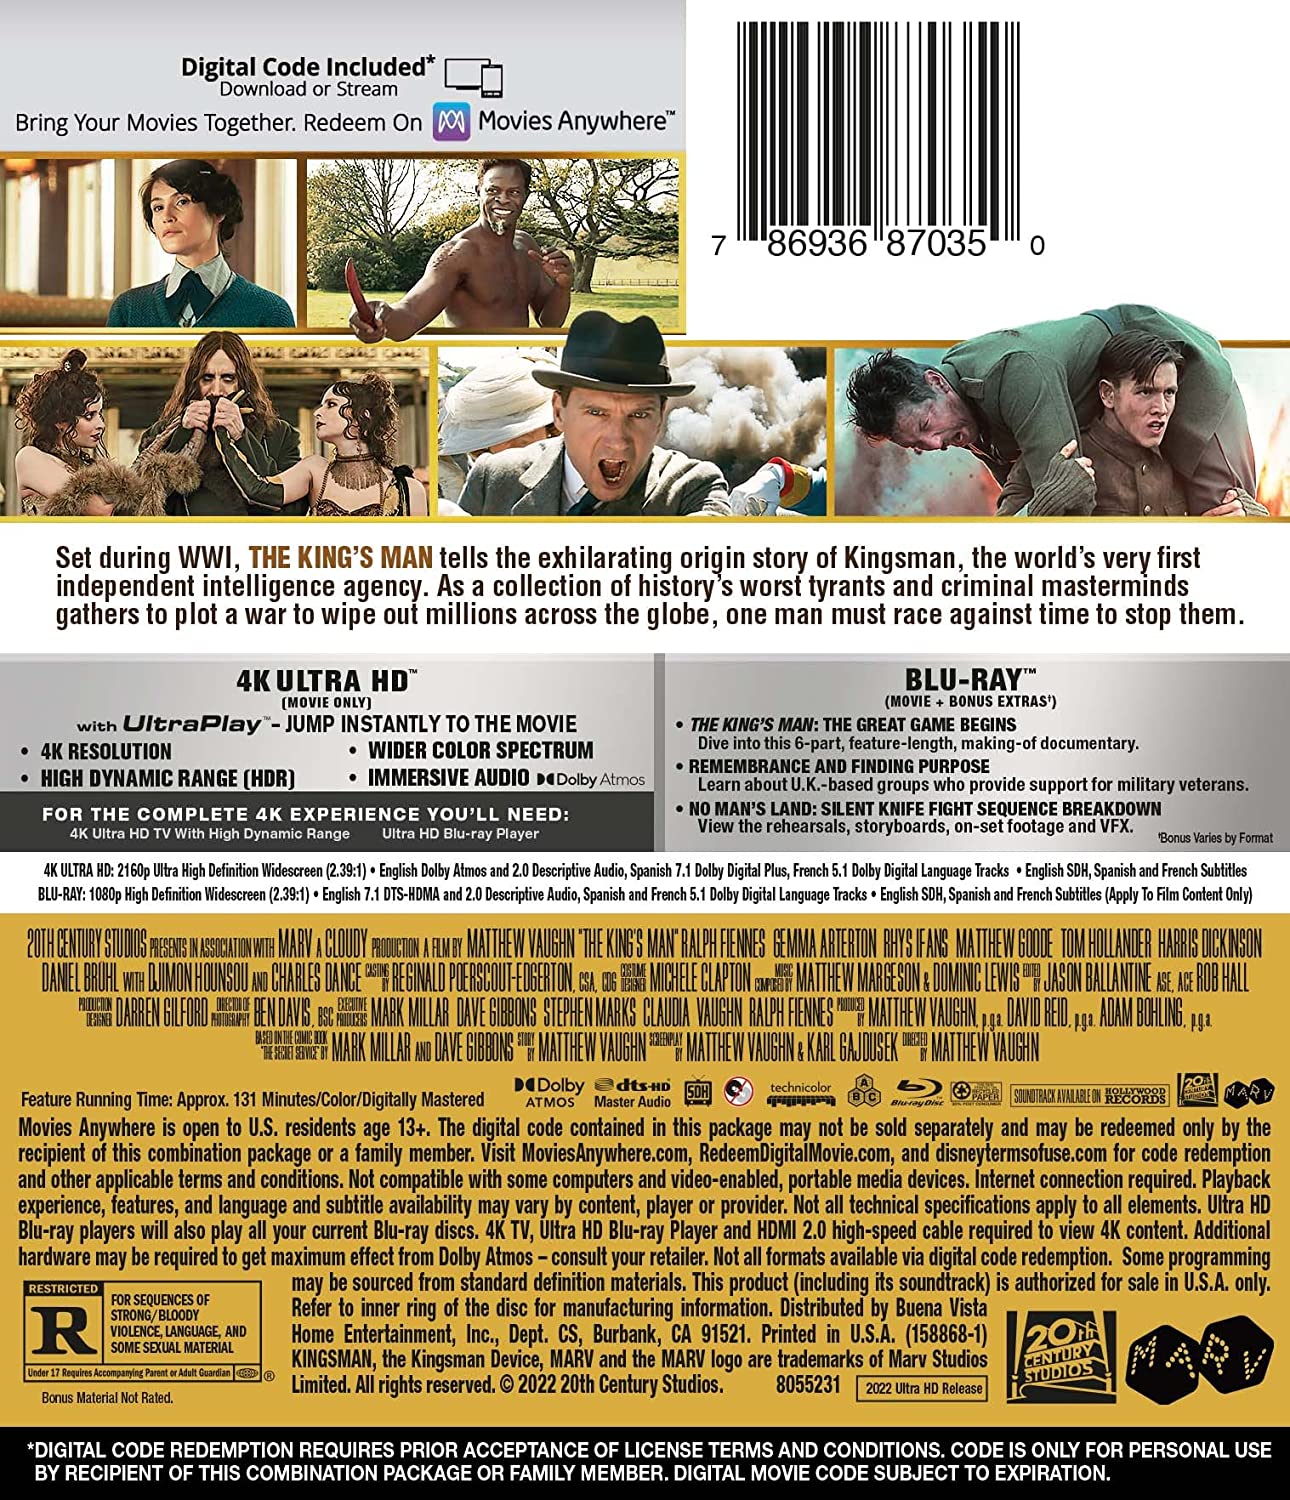 Digital Code Included*
Download or Stream
Bring Your Movies Together. Redeem On Movies Anywhere™
7 86936 87035 0
Set during WWI, THE KING'S MAN tells the exhilarating origin story of Kingsman, the world's very first
independent intelligence agency. As a collection of history's worst tyrants and criminal masterminds
gathers to plot a war to wipe out millions across the globe, one man must race against time to stop them.
4K ULTRA HD™
(MOVIE ONLY)
with UltraPlay™- JUMP INSTANTLY TO THE MOVIE
• 4K RESOLUTION • WIDER COLOR SPECTRUM
• HIGH DYNAMIC RANGE (HDR) • IMMERSIVE AUDIO Dolby Atmos
FOR THE COMPLETE 4K EXPERIENCE YOU'LL NEED:
4K Ultra HD TV With High Dynamic Range Ultra HD Blu-ray Player
BLU-RAY™
(MOVIE + BONUS EXTRAS†)
• THE KING'S MAN: THE GREAT GAME BEGINS
Dive into this 6-part, feature-length, making-of documentary.
• REMEMBRANCE AND FINDING PURPOSE
Learn about U.K.-based groups who provide support for military veterans.
• NO MAN'S LAND: SILENT KNIFE FIGHT SEQUENCE BREAKDOWN
View the rehearsals, storyboards, on-set footage and VFX.
†Bonus Varies by Format
4K ULTRA HD: 2160p Ultra High Definition Widescreen (2.39:1) • English Dolby Atmos and 2.0 Descriptive Audio, Spanish 7.1 Dolby Digital Plus, French 5.1 Dolby Digital Language Tracks • English SDH, Spanish and French Subtitles
BLU-RAY: 1080p High Definition Widescreen (2.39:1) • English 7.1 DTS-HDMA and 2.0 Descriptive Audio, Spanish and French 5.1 Dolby Digital Language Tracks • English SDH, Spanish and French Subtitles (Apply To Film Content Only)
20TH CENTURY STUDIOS PRESENTS IN ASSOCIATION WITH MARV A CLOUDY PRODUCTION A FILM BY MATTHEW VAUGHN "THE KING'S MAN" RALPH FIENNES GEMMA ARTERTON RHYS IFANS MATTHEW GOODE TOM HOLLANDER HARRIS DICKINSON
DANIEL BRÜHL WITH DJIMON HOUNSOU AND CHARLES DANCE CASTING BY REGINALD POERSCOUT-EDGERTON, CSA, CDG COSTUME DESIGNER MICHELE CLAPTON MUSIC COMPOSED BY MATTHEW MARGESON & DOMINIC LEWIS EDITED BY JASON BALLANTINE ASE, ACE ROB HALL
PRODUCTION DESIGNER DARREN GILFORD DIRECTOR OF PHOTOGRAPHY BEN DAVIS, BSC EXECUTIVE PRODUCERS MARK MILLAR DAVE GIBBONS STEPHEN MARKS CLAUDIA VAUGHN RALPH FIENNES PRODUCED BY MATTHEW VAUGHN, p.g.a. DAVID REID, p.g.a. ADAM BOHLING, p.g.a.
BASED ON THE COMIC BOOK "THE SECRET SERVICE" BY MARK MILLAR AND DAVE GIBBONS STORY BY MATTHEW VAUGHN SCREENPLAY BY MATTHEW VAUGHN & KARL GAJDUSEK DIRECTED BY MATTHEW VAUGHN
Feature Running Time: Approx. 131 Minutes/Color/Digitally Mastered
Dolby ATMOS dts-HD Master Audio SDH technicolor A B C Blu-ray Disc SOUNDTRACK AVAILABLE ON HOLLYWOOD RECORDS 20TH CENTURY STUDIOS MARV
Movies Anywhere is open to U.S. residents age 13+. The digital code contained in this package may not be sold separately and may be redeemed only by the
recipient of this combination package or a family member. Visit MoviesAnywhere.com, RedeemDigitalMovie.com, and disneytermsofuse.com for code redemption
and other applicable terms and conditions. Not compatible with some computers and video-enabled, portable media devices. Internet connection required. Playback
experience, features, and language and subtitle availability may vary by content, player or provider. Not all technical specifications apply to all elements. Ultra HD
Blu-ray players will also play all your current Blu-ray discs. 4K TV, Ultra HD Blu-ray Player and HDMI 2.0 high-speed cable required to view 4K content. Additional
hardware may be required to get maximum effect from Dolby Atmos – consult your retailer. Not all formats available via digital code redemption. Some programming
may be sourced from standard definition materials. This product (including its soundtrack) is authorized for sale in U.S.A. only.
Refer to inner ring of the disc for manufacturing information. Distributed by Buena Vista
Home Entertainment, Inc., Dept. CS, Burbank, CA 91521. Printed in U.S.A. (158868-1)
KINGSMAN, the Kingsman Device, MARV and the MARV logo are trademarks of Marv Studios
Limited. All rights reserved. © 2022 20th Century Studios. 8055231 2022 Ultra HD Release
RESTRICTED
R
FOR SEQUENCES OF
STRONG/BLOODY
VIOLENCE, LANGUAGE, AND
SOME SEXUAL MATERIAL
Under 17 Requires Accompanying Parent or Adult Guardian ®
Bonus Material Not Rated.
20TH CENTURY STUDIOS
MARV
*DIGITAL CODE REDEMPTION REQUIRES PRIOR ACCEPTANCE OF LICENSE TERMS AND CONDITIONS. CODE IS ONLY FOR PERSONAL USE
BY RECIPIENT OF THIS COMBINATION PACKAGE OR FAMILY MEMBER. DIGITAL MOVIE CODE SUBJECT TO EXPIRATION.